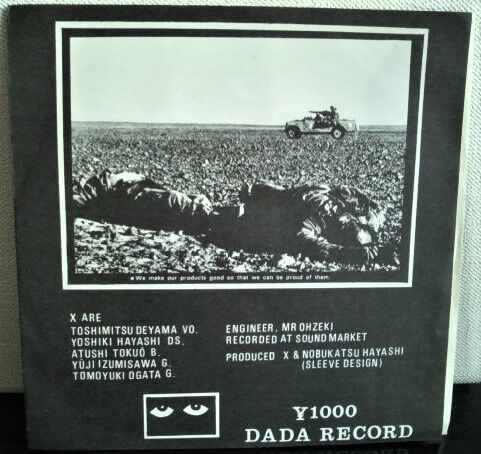 ■We make our products good so that we can be proud of them.
X ARE
TOSHIMITSU DEYAMA VO.
YOSHIKI HAYASHI DS.
ATUSHI TOKUO B.
YŪJI IZUMISAWA G.
TOMOYUKI OGATA G.
ENGINEER. MR OHZEKI
RECORDED AT SOUND MARKET
PRODUCED X & NOBUKATSU HAYASHI
(SLEEVE DESIGN)
¥1000
DADA RECORD